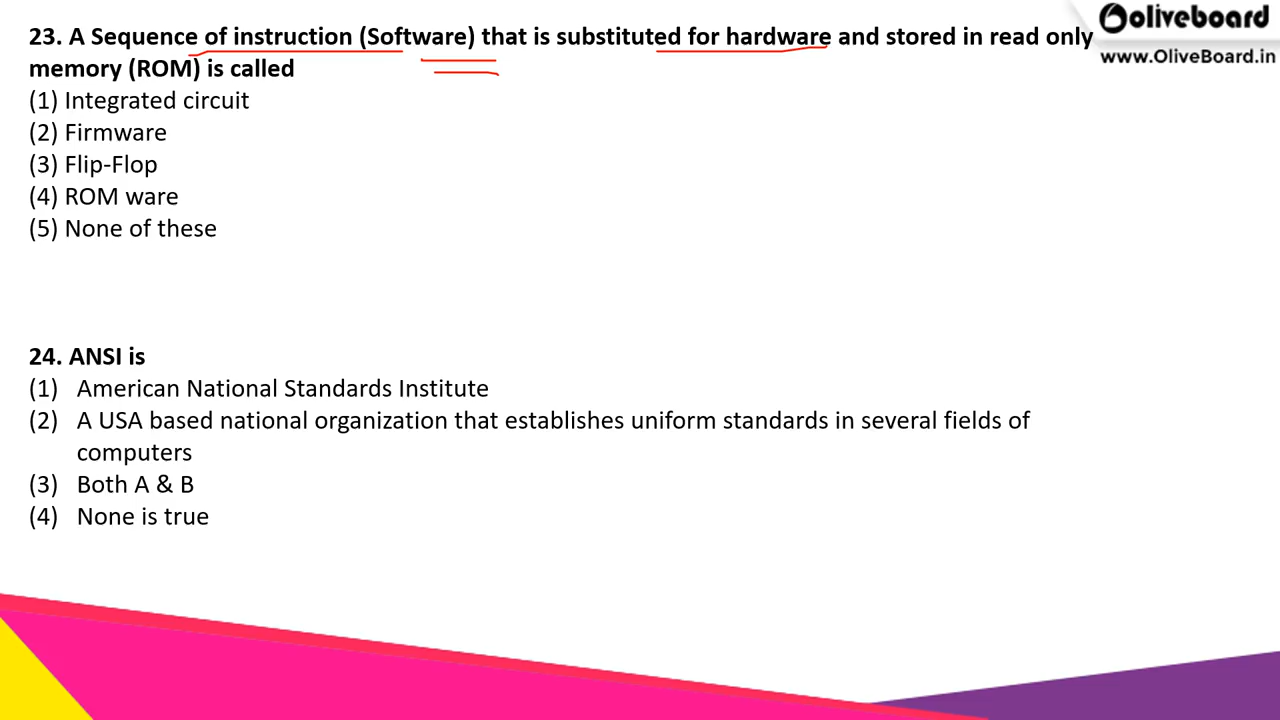 oliveboard
www.OliveBoard.in
23. A Sequence of instruction (Software) that is substituted for hardware and stored in read only
memory (ROM) is called
(1) Integrated circuit
(2) Firmware
(3) Flip-Flop
(4) ROM ware
(5) None of these
24. ANSI is
(1) American National Standards Institute
(2) A USA based national organization that establishes uniform standards in several fields of
computers
(3) Both A & B
(4) None is true